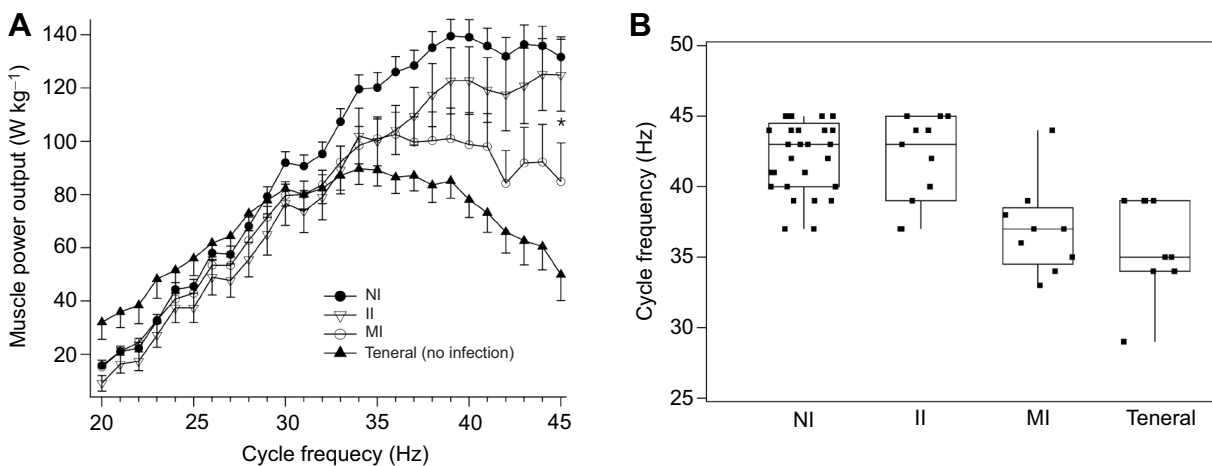 A
Muscle power output (W kg⁻¹)
140
120
100
80
60
40
20
20
25
30
35
40
45
Cycle frequecy (Hz)
*
NI
II
MI
Teneral (no infection)
B
Cycle frequency (Hz)
50
45
40
35
30
25
NI
II
MI
Teneral